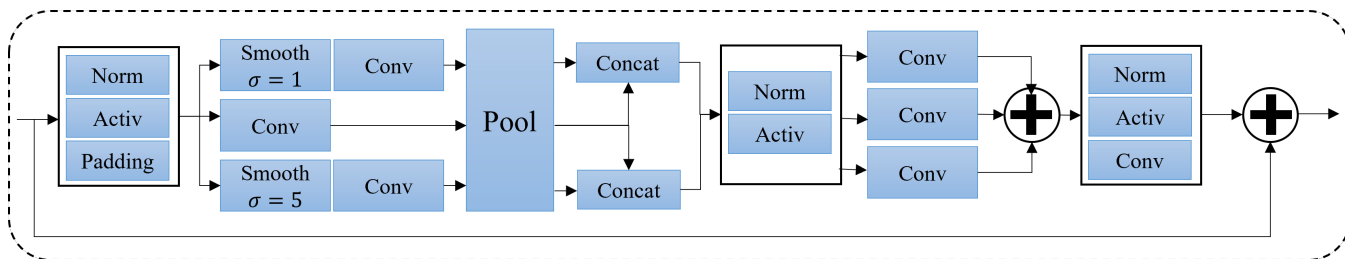 Norm
Activ
Padding
Smooth
σ = 1
Conv
Conv
Smooth
σ = 5
Conv
Pool
Concat
Concat
Norm
Activ
Conv
Conv
Conv
Norm
Activ
Conv